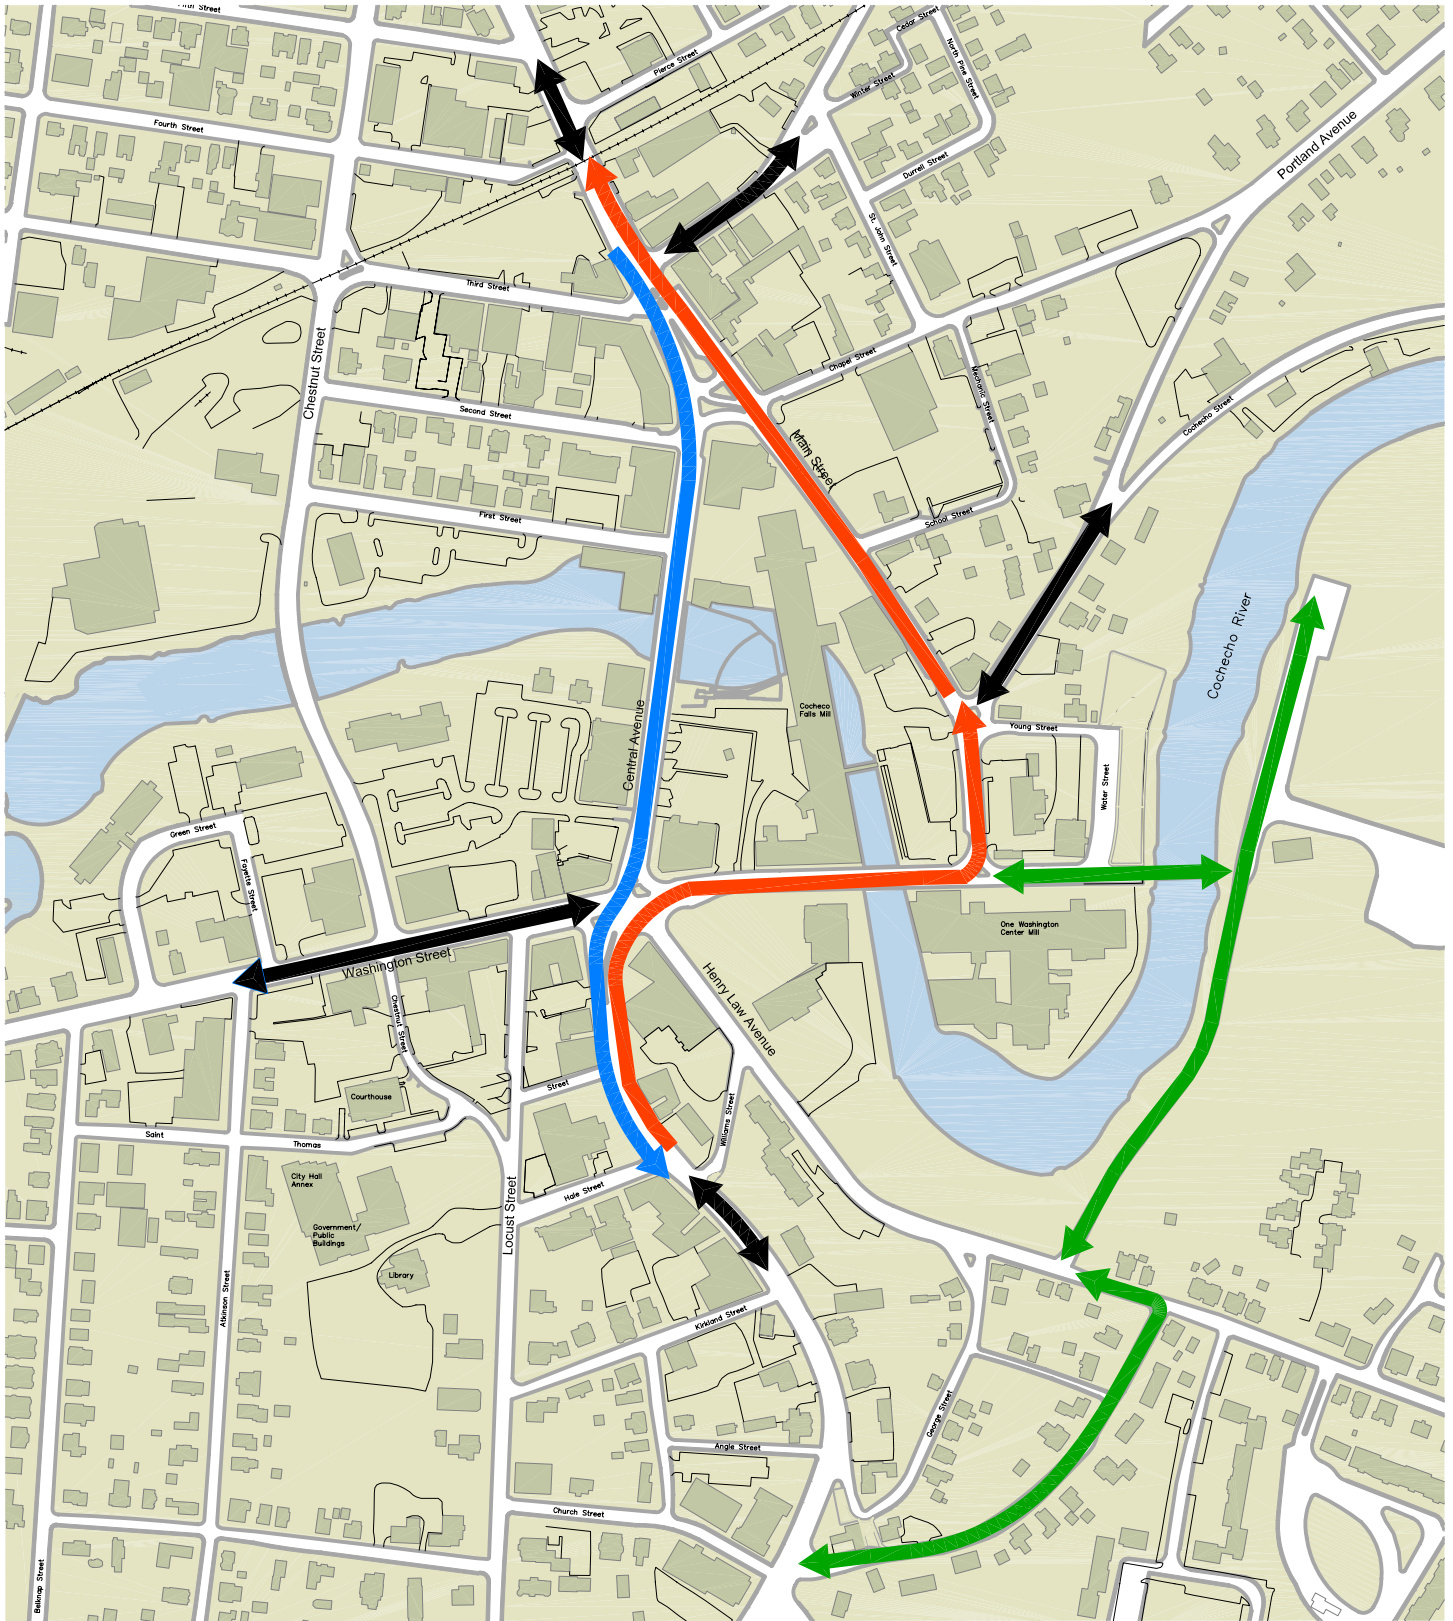 Fifth Street
Cedar Street
Pierce Street
North Pine Street
Winter Street
Fourth Street
Portland Avenue
Durrell Street
St. John Street
Third Street
Chestnut Street
Chapel Street
Mechanic Street
Second Street
Cochecho Street
Main Street
First Street
School Street
Cochecho River
Cocheco
Falls Mill
Central Avenue
Young Street
Water Street
Green Street
Fayette Street
One Washington
Center Mill
Washington Street
Henry Law Avenue
Chestnut Street
Street
Courthouse
Williams Street
Saint
Thomas
City Hall
Annex
Hale Street
Locust Street
Government/
Public
Buildings
Library
Atkinson Street
Kirkland Street
George Street
Angle Street
Church Street
Belknap Street